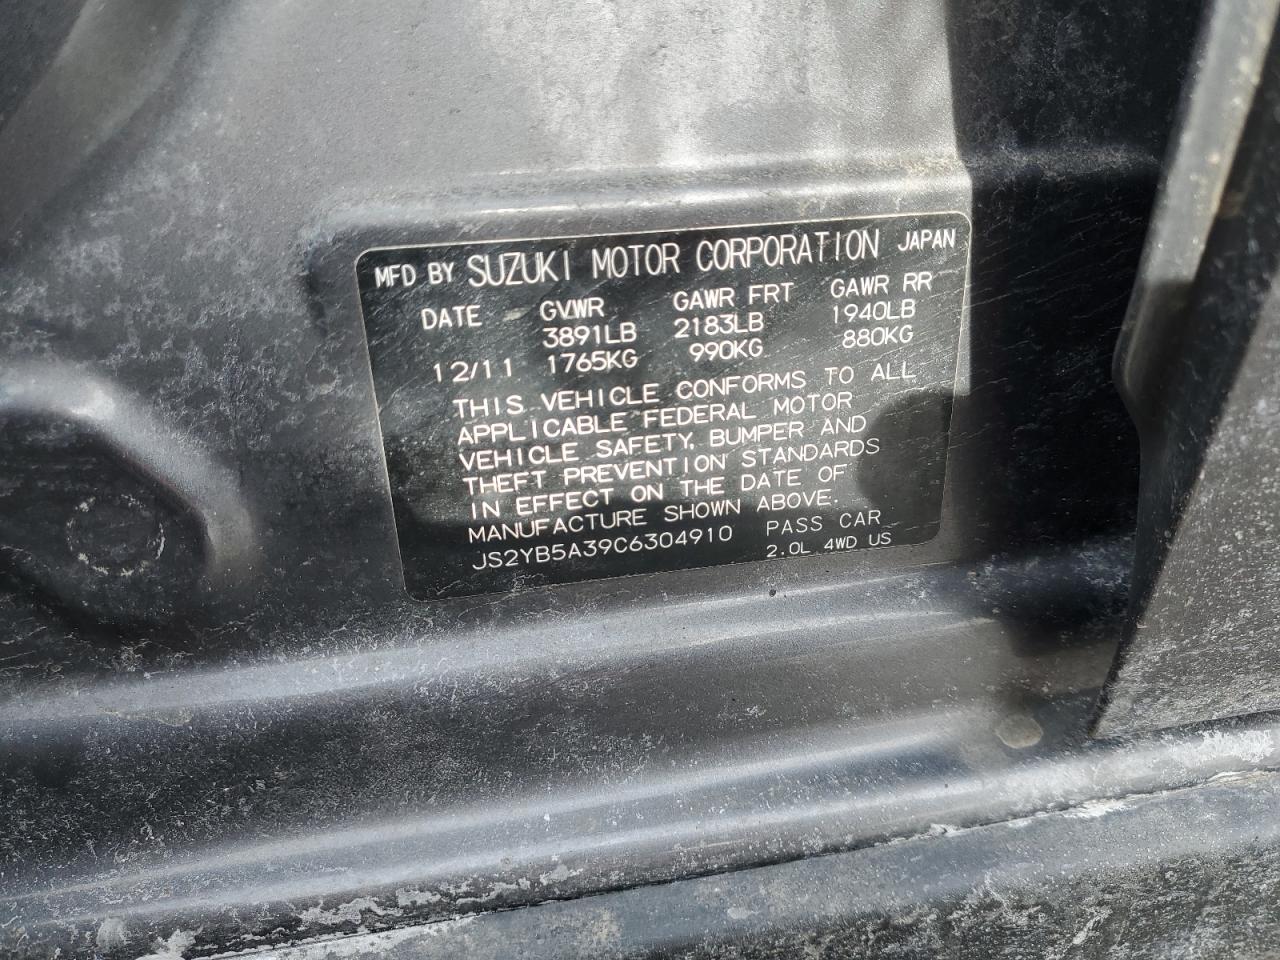 MFD BY SUZUKI MOTOR CORPORATION JAPAN
DATE GVWR GAWR FRT GAWR RR
3891LB 2183LB 1940LB
12/11 1765KG 990KG 880KG
THIS VEHICLE CONFORMS TO ALL
APPLICABLE FEDERAL MOTOR
VEHICLE SAFETY, BUMPER AND
THEFT PREVENTION STANDARDS
IN EFFECT ON THE DATE OF
MANUFACTURE SHOWN ABOVE.
JS2YB5A39C6304910 PASS CAR
2.0L 4WD US